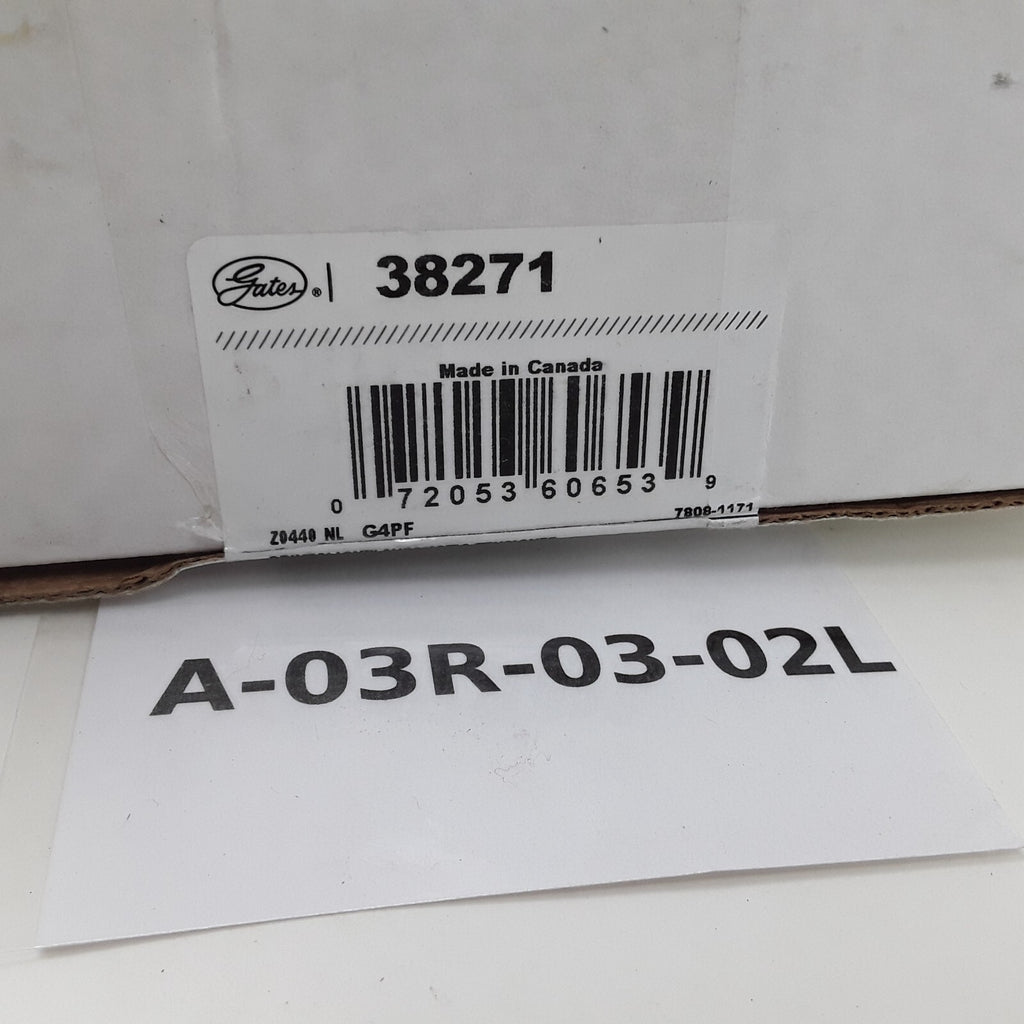 Gates ® | 38271
Made in Canada
0 72053 60653 9
Z0440 NL G4PF 7808-1171
A-03R-03-02L